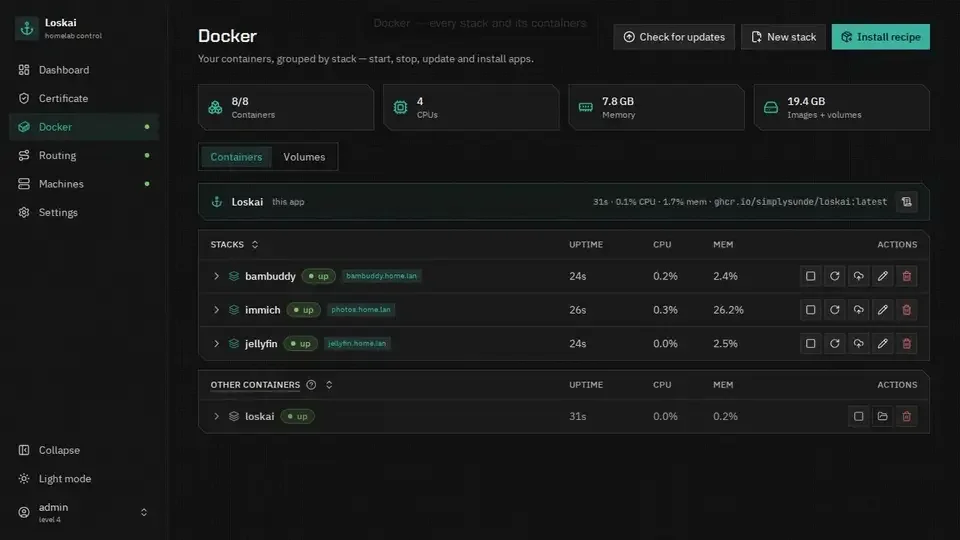 Loskai
homelab control
Dashboard
Certificate
Docker
Routing
Machines
Settings
Collapse
Light mode
admin
level 4
Docker — every stack and its containers
Docker
Your containers, grouped by stack — start, stop, update and install apps.
Check for updates
New stack
Install recipe
8/8
Containers
4
CPUs
7.8 GB
Memory
19.4 GB
Images + volumes
Containers Volumes
Loskai this app 31s · 0.1% CPU · 1.7% mem · ghcr.io/simplysunde/loskai:latest
STACKS UPTIME CPU MEM ACTIONS
bambuddy up bambuddy.home.lan 24s 0.2% 2.4%
immich up photos.home.lan 26s 0.3% 26.2%
jellyfin up jellyfin.home.lan 24s 0.0% 2.5%
OTHER CONTAINERS UPTIME CPU MEM ACTIONS
loskai up 31s 0.0% 0.2%